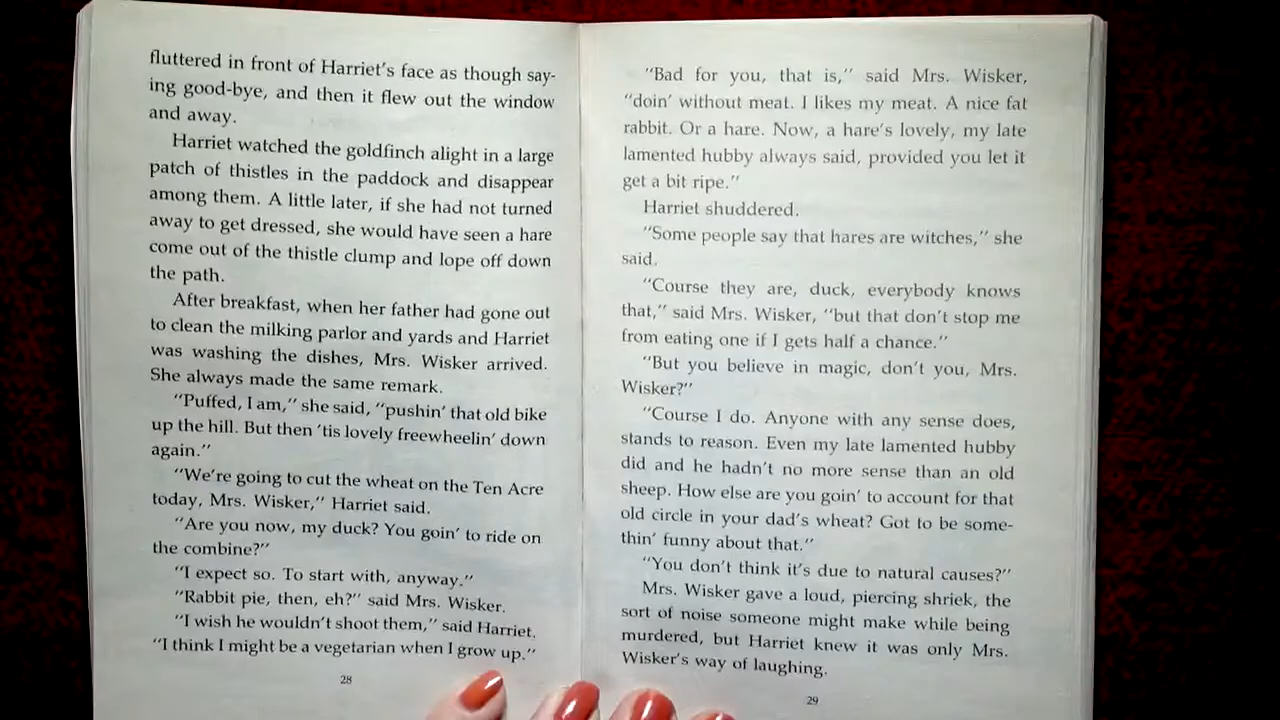 fluttered in front of Harriet's face as though say-
ing good-bye, and then it flew out the window
and away.
Harriet watched the goldfinch alight in a large
patch of thistles in the paddock and disappear
among them. A little later, if she had not turned
away to get dressed, she would have seen a hare
come out of the thistle clump and lope off down
the path.
After breakfast, when her father had gone out
to clean the milking parlor and yards and Harriet
was washing the dishes, Mrs. Wisker arrived.
She always made the same remark.
"Puffed, I am," she said, "pushin' that old bike
up the hill. But then 'tis lovely freewheelin' down
again."
"We're going to cut the wheat on the Ten Acre
today, Mrs. Wisker," Harriet said.
"Are you now, my duck? You goin' to ride on
the combine?"
"I expect so. To start with, anyway."
"Rabbit pie, then, eh?" said Mrs. Wisker.
"I wish he wouldn't shoot them," said Harriet.
"I think I might be a vegetarian when I grow up."
28
"Bad for you, that is," said Mrs. Wisker,
"doin' without meat. I likes my meat. A nice fat
rabbit. Or a hare. Now, a hare's lovely, my late
lamented hubby always said, provided you let it
get a bit ripe."
Harriet shuddered.
"Some people say that hares are witches," she
said.
"Course they are, duck, everybody knows
that," said Mrs. Wisker, "but that don't stop me
from eating one if I gets half a chance."
"But you believe in magic, don't you, Mrs.
Wisker?"
"Course I do. Anyone with any sense does,
stands to reason. Even my late lamented hubby
did and he hadn't no more sense than an old
sheep. How else are you goin' to account for that
old circle in your dad's wheat? Got to be some-
thin' funny about that."
"You don't think it's due to natural causes?"
Mrs. Wisker gave a loud, piercing shriek, the
sort of noise someone might make while being
murdered, but Harriet knew it was only Mrs.
Wisker's way of laughing.
29